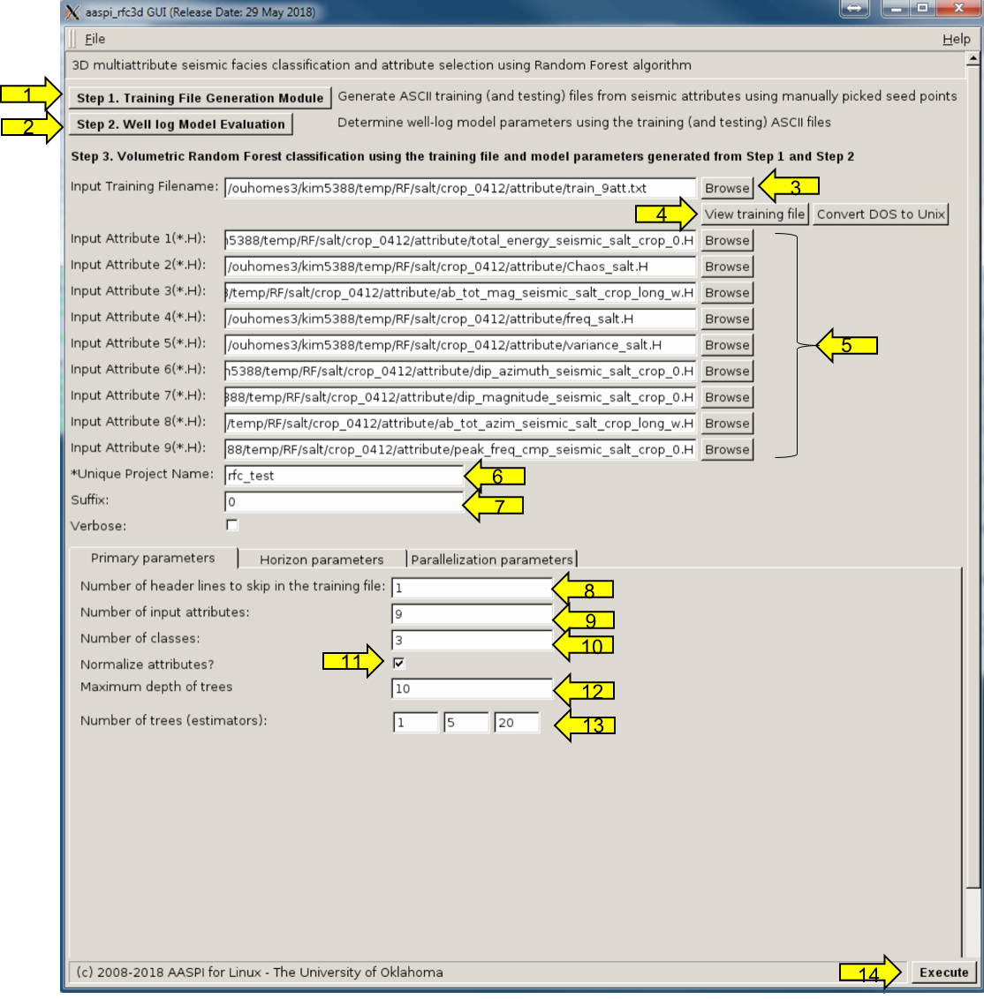 aaspi_rfc3d GUI (Release Date: 29 May 2018)
File Help
3D multiattribute seismic facies classification and attribute selection using Random Forest algorithm
1 Step 1. Training File Generation Module Generate ASCII training (and testing) files from seismic attributes using manually picked seed points
2 Step 2. Well log Model Evaluation Determine well-log model parameters using the training (and testing) ASCII files
Step 3. Volumetric Random Forest classification using the training file and model parameters generated from Step 1 and Step 2
Input Training Filename: /ouhomes3/kim5388/temp/RF/salt/crop_0412/attribute/train_9att.txt Browse 3
4 View training file Convert DOS to Unix
Input Attribute 1(*.H): n5388/temp/RF/salt/crop_0412/attribute/total_energy_seismic_salt_crop_0.H Browse
Input Attribute 2(*.H): /ouhomes3/kim5388/temp/RF/salt/crop_0412/attribute/Chaos_salt.H Browse
Input Attribute 3(*.H): 3/temp/RF/salt/crop_0412/attribute/ab_tot_mag_seismic_salt_crop_long_w.H Browse
Input Attribute 4(*.H): /ouhomes3/kim5388/temp/RF/salt/crop_0412/attribute/freq_salt.H Browse
Input Attribute 5(*.H): /ouhomes3/kim5388/temp/RF/salt/crop_0412/attribute/variance_salt.H Browse 5
Input Attribute 6(*.H): n5388/temp/RF/salt/crop_0412/attribute/dip_azimuth_seismic_salt_crop_0.H Browse
Input Attribute 7(*.H): 388/temp/RF/salt/crop_0412/attribute/dip_magnitude_seismic_salt_crop_0.H Browse
Input Attribute 8(*.H): /temp/RF/salt/crop_0412/attribute/ab_tot_azim_seismic_salt_crop_long_w.H Browse
Input Attribute 9(*.H): 88/temp/RF/salt/crop_0412/attribute/peak_freq_cmp_seismic_salt_crop_0.H Browse
*Unique Project Name: rfc_test 6
Suffix: 0 7
Verbose:
Primary parameters Horizon parameters Parallelization parameters
Number of header lines to skip in the training file: 1 8
Number of input attributes: 9 9
Number of classes: 3 10
Normalize attributes? 11
Maximum depth of trees 10 12
Number of trees (estimators): 1 5 20 13
(c) 2008-2018 AASPI for Linux - The University of Oklahoma 14 Execute